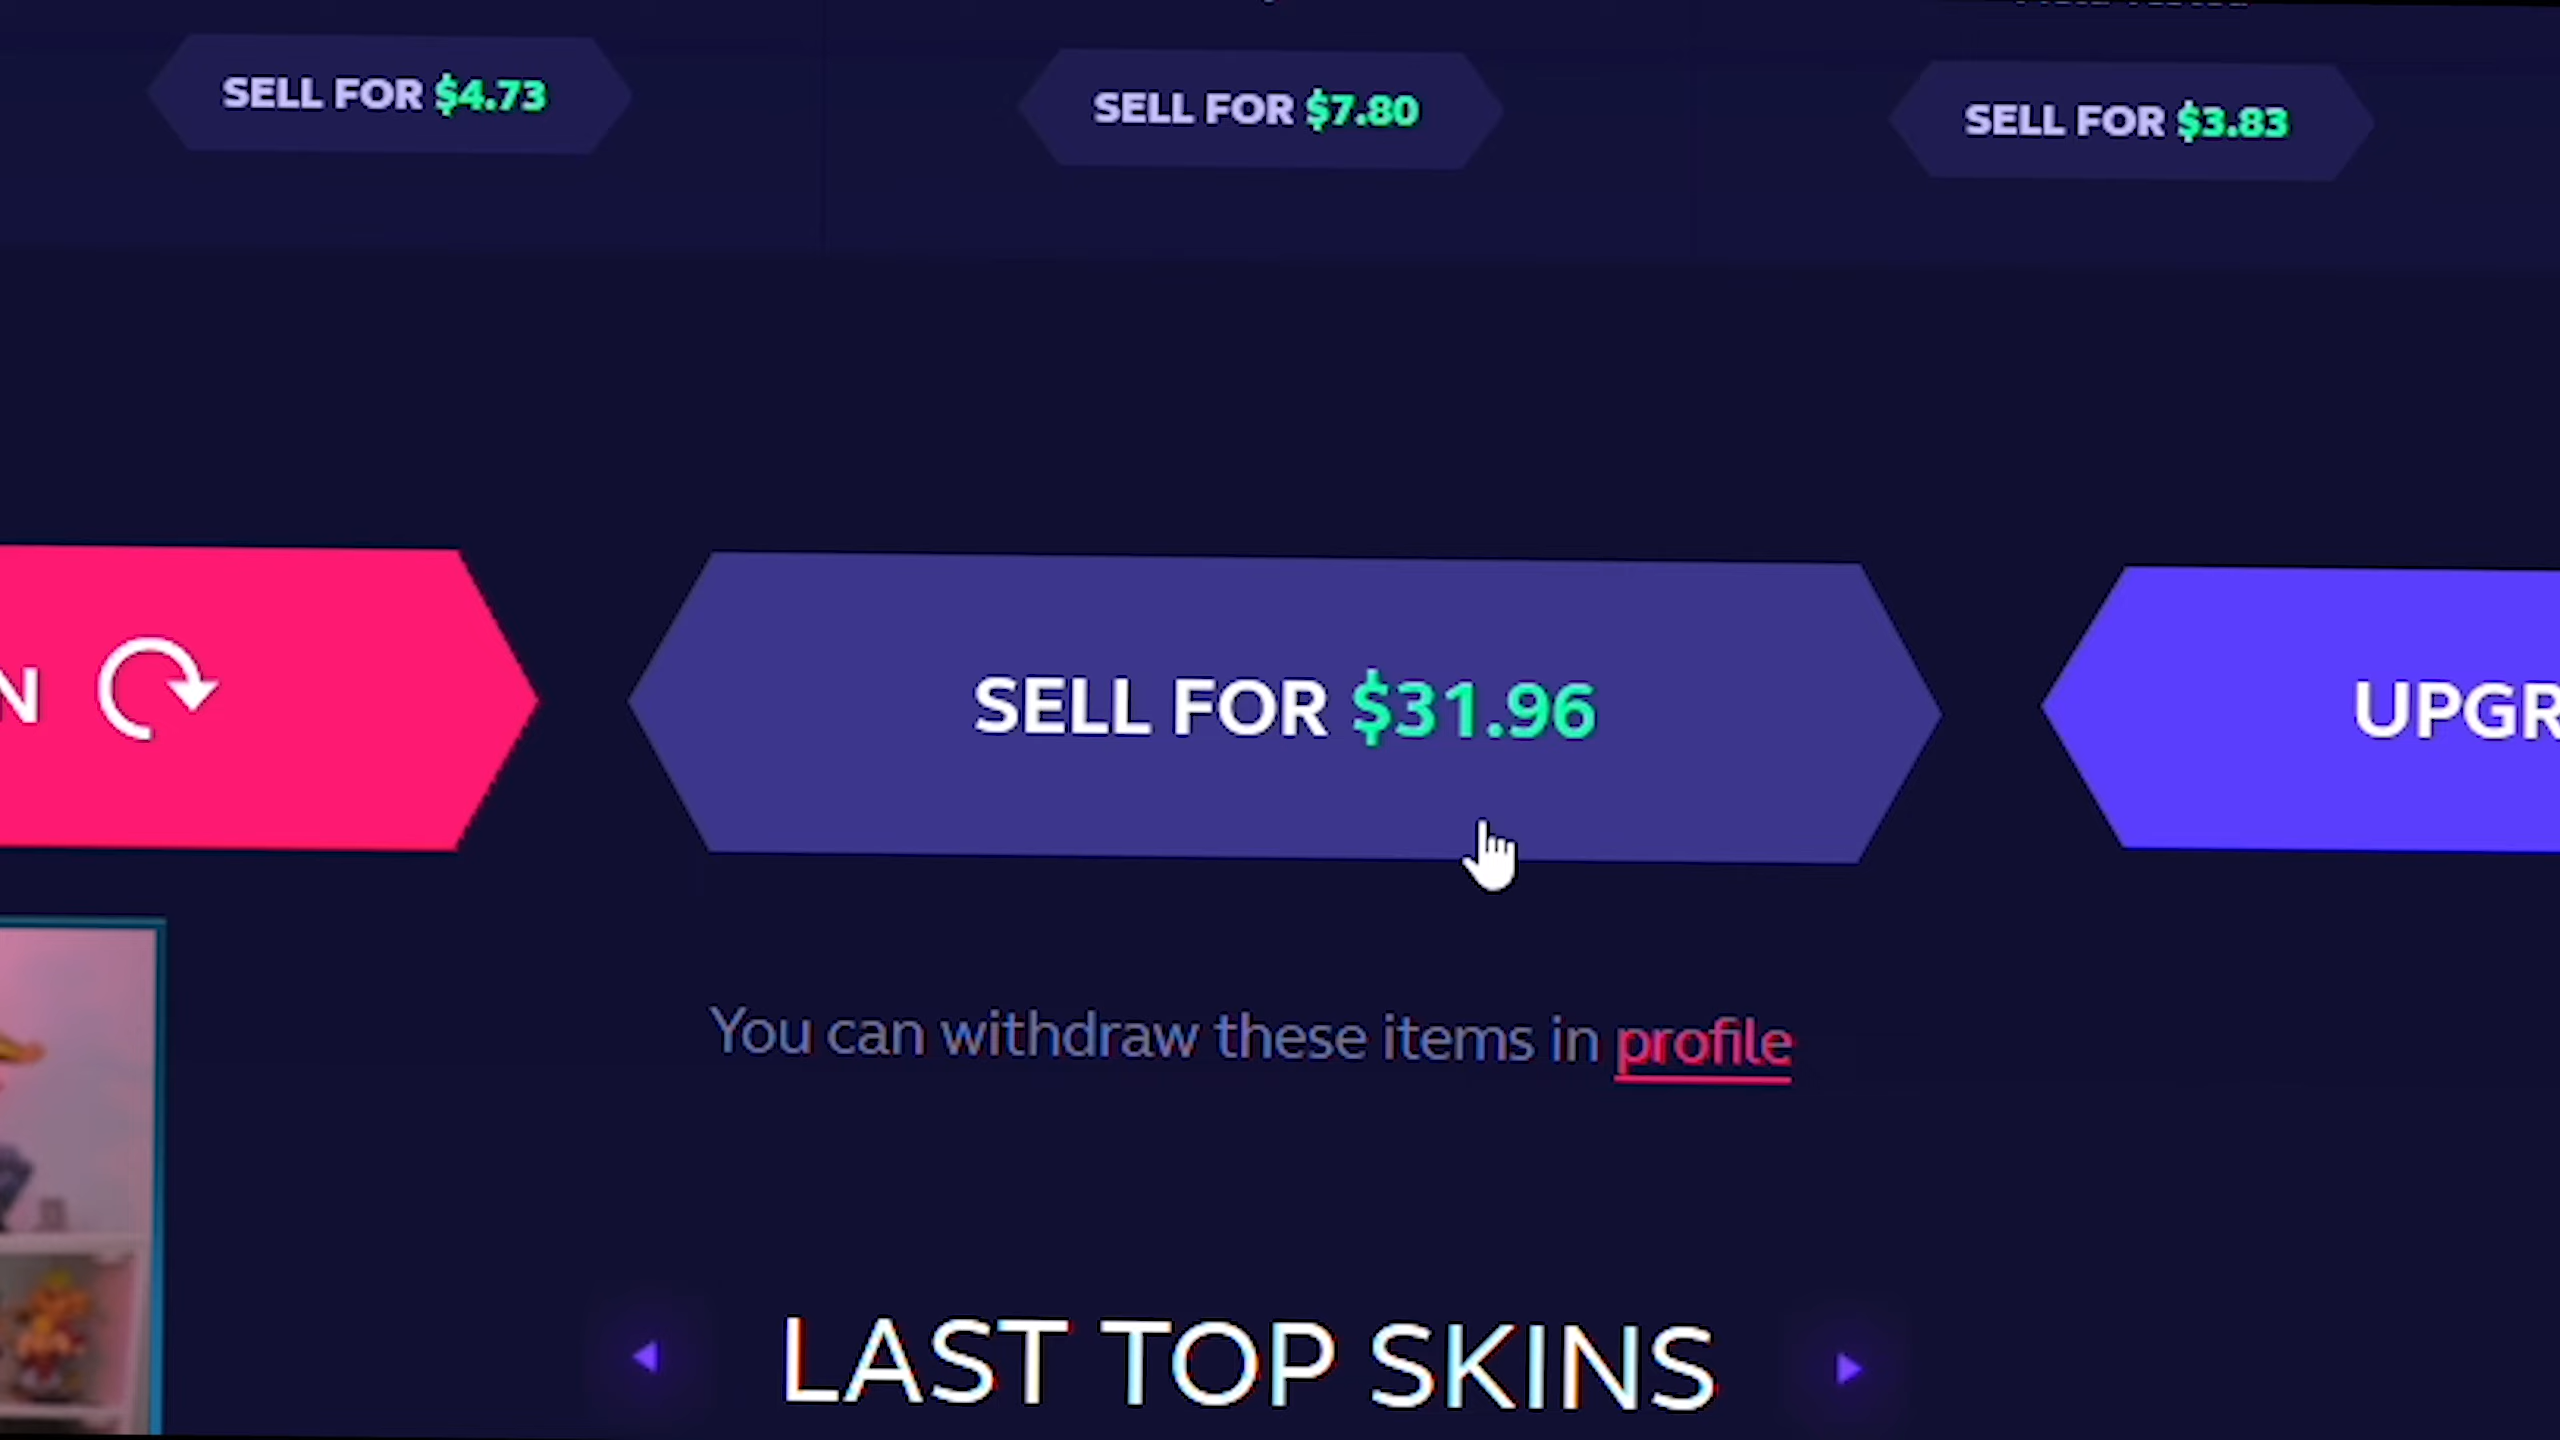 SELL FOR $4.73
SELL FOR $7.80
SELL FOR $3.83
N
SELL FOR $31.96
UPGR
You can withdraw these items in profile
LAST TOP SKINS